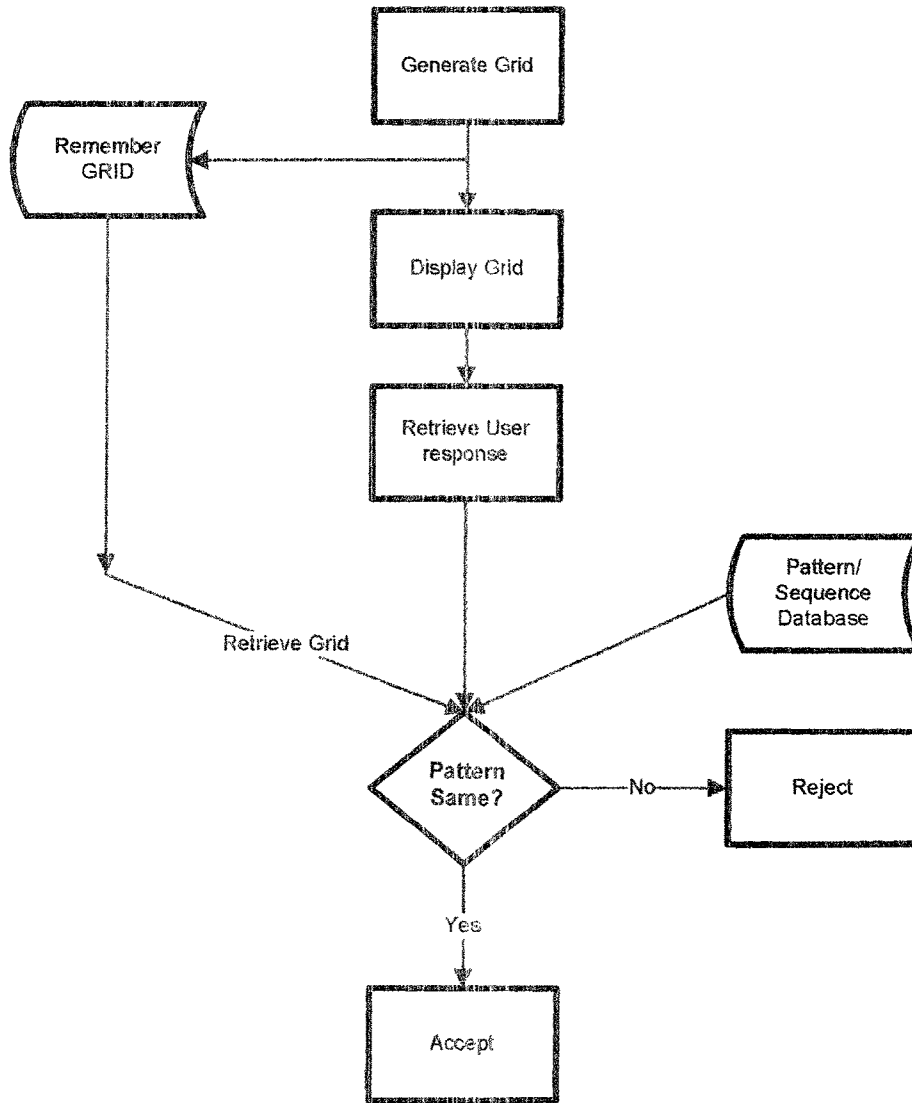 Generate Grid
Remember
GRID
Display Grid
Retrieve User
response
Pattern/
Sequence
Database
Retrieve Grid
Pattern
Same?
No
Reject
Yes
Accept